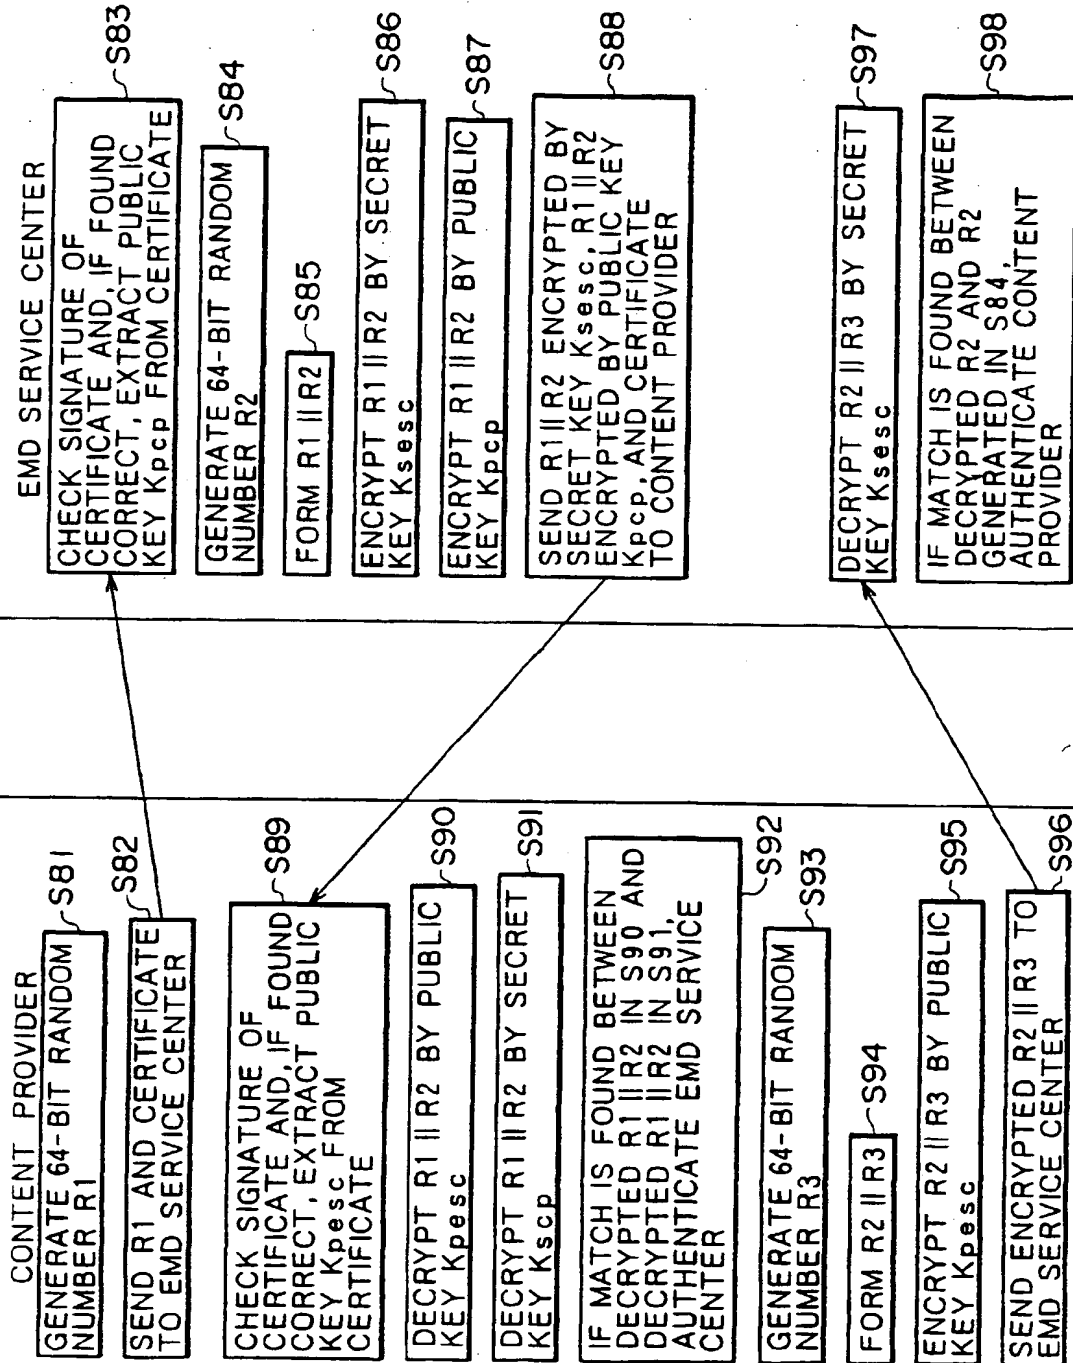 CONTENT PROVIDER
GENERATE 64-BIT RANDOM
NUMBER R1
S81
SEND R1 AND CERTIFICATE
TO EMD SERVICE CENTER
S82
CHECK SIGNATURE OF
CERTIFICATE AND, IF FOUND
CORRECT, EXTRACT PUBLIC
KEY Kpesc FROM
CERTIFICATE
S89
DECRYPT R1 || R2 BY PUBLIC
KEY Kpesc
S90
DECRYPT R1 || R2 BY SECRET
KEY Kscp
S91
IF MATCH IS FOUND BETWEEN
DECRYPTED R1 || R2 IN S90 AND
DECRYPTED R1 || R2 IN S91,
AUTHENTICATE EMD SERVICE
CENTER
S92
GENERATE 64-BIT RANDOM
NUMBER R3
S93
FORM R2 || R3
S94
ENCRYPT R2 || R3 BY PUBLIC
KEY Kpesc
S95
SEND ENCRYPTED R2 || R3 TO
EMD SERVICE CENTER
S96
EMD SERVICE CENTER
CHECK SIGNATURE OF
CERTIFICATE AND, IF FOUND
CORRECT, EXTRACT PUBLIC
KEY Kpcp FROM CERTIFICATE
S83
GENERATE 64-BIT RANDOM
NUMBER R2
S84
FORM R1 || R2
S85
ENCRYPT R1 || R2 BY SECRET
KEY Ksesc
S86
ENCRYPT R1 || R2 BY PUBLIC
KEY Kpcp
S87
SEND R1 || R2 ENCRYPTED BY
SECRET KEY Ksesc, R1 || R2
ENCRYPTED BY PUBLIC KEY
Kpcp, AND CERTIFICATE
TO CONTENT PROVIDER
S88
DECRYPT R2 || R3 BY SECRET
KEY Ksesc
S97
IF MATCH IS FOUND BETWEEN
DECRYPTED R2 AND R2
GENERATED IN S84,
AUTHENTICATE CONTENT
PROVIDER
S98